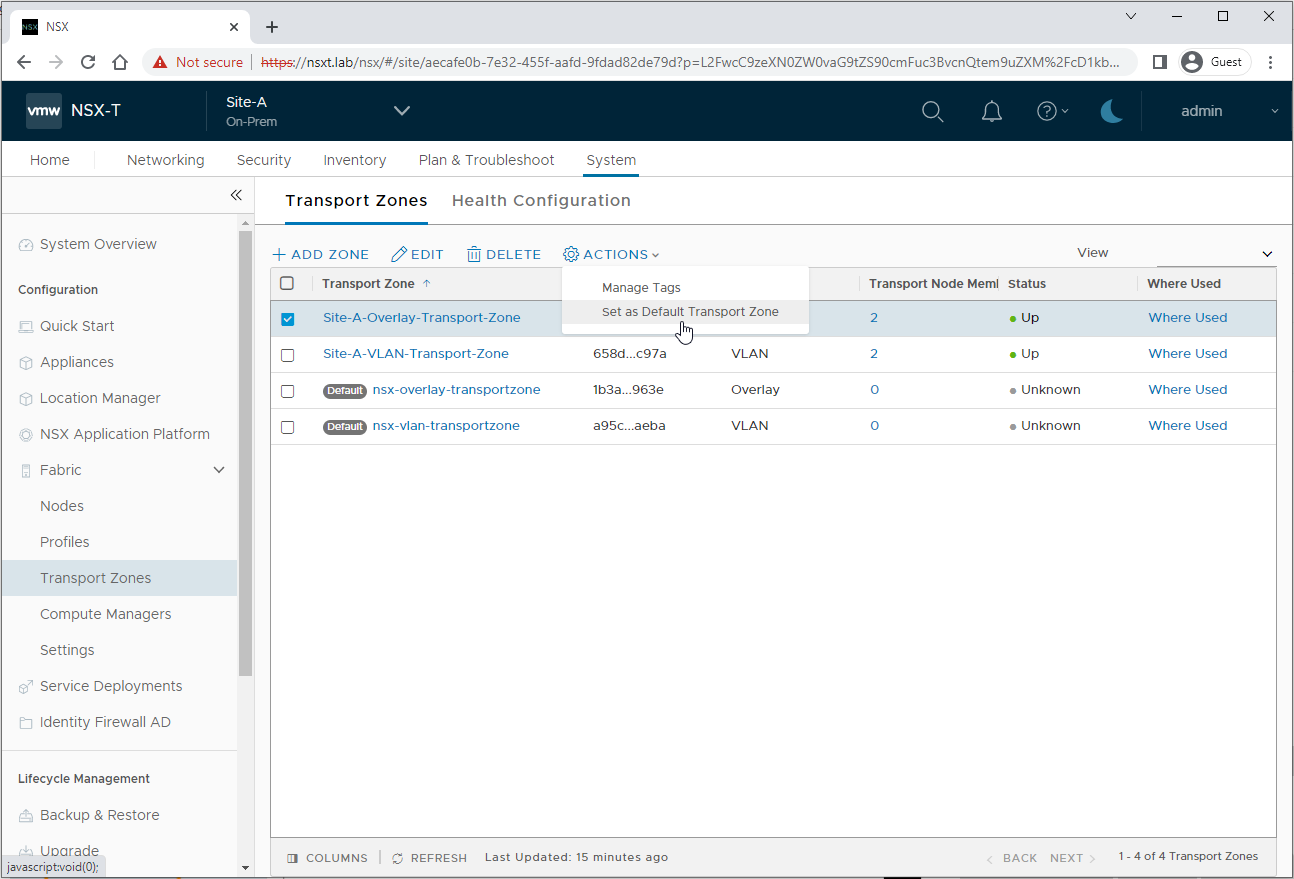 NSX
NSX
Not secure https://nsxt.lab/nsx/#/site/aecafe0b-7e32-455f-aafd-9fdad82de79d?p=L2FwcC9zeXN0ZW0vaG9tZS90cmFuc3BvcnQtem9uZXM%2FcD1kb...
Guest
vmw NSX-T
Site-A
On-Prem
admin
Home Networking Security Inventory Plan & Troubleshoot System
Transport Zones Health Configuration
System Overview
Configuration
Quick Start
Appliances
Location Manager
NSX Application Platform
Fabric
Nodes
Profiles
Transport Zones
Compute Managers
Settings
Service Deployments
Identity Firewall AD
Lifecycle Management
Backup & Restore
Upgrade
javascript:void(0);
ADD ZONE EDIT DELETE ACTIONS View
Manage Tags
Set as Default Transport Zone
Transport Zone Transport Node Meml Status Where Used
Site-A-Overlay-Transport-Zone 2 Up Where Used
Site-A-VLAN-Transport-Zone 658d...c97a VLAN 2 Up Where Used
Default nsx-overlay-transportzone 1b3a...963e Overlay 0 Unknown Where Used
Default nsx-vlan-transportzone a95c...aeba VLAN 0 Unknown Where Used
COLUMNS REFRESH Last Updated: 15 minutes ago BACK NEXT 1 - 4 of 4 Transport Zones